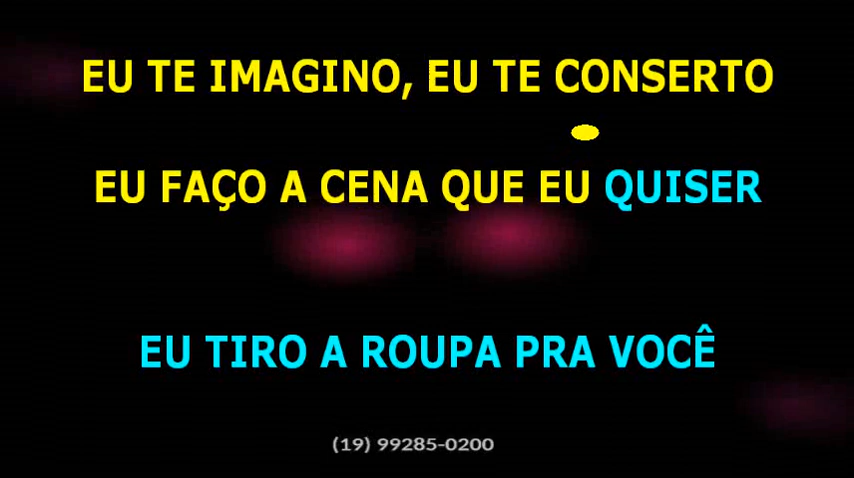 EU TE IMAGINO, EU TE CONSERTO
EU FAÇO A CENA QUE EU QUISER
EU TIRO A ROUPA PRA VOCÊ
(19) 99285-0200